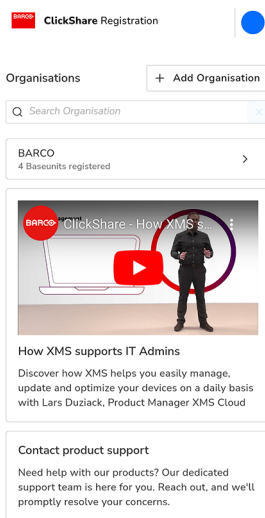 BARCO
ClickShare Registration
Organisations
+ Add Organisation
Search Organisation
BARCO
4 Baseunits registered
BARCO
ClickShare - How XMS s...
How XMS supports IT Admins
Discover how XMS helps you easily manage,
update and optimize your devices on a daily basis
with Lars Duziack, Product Manager XMS Cloud
Contact product support
Need help with our products? Our dedicated
support team is here for you. Reach out, and we'll
promptly resolve your concerns.